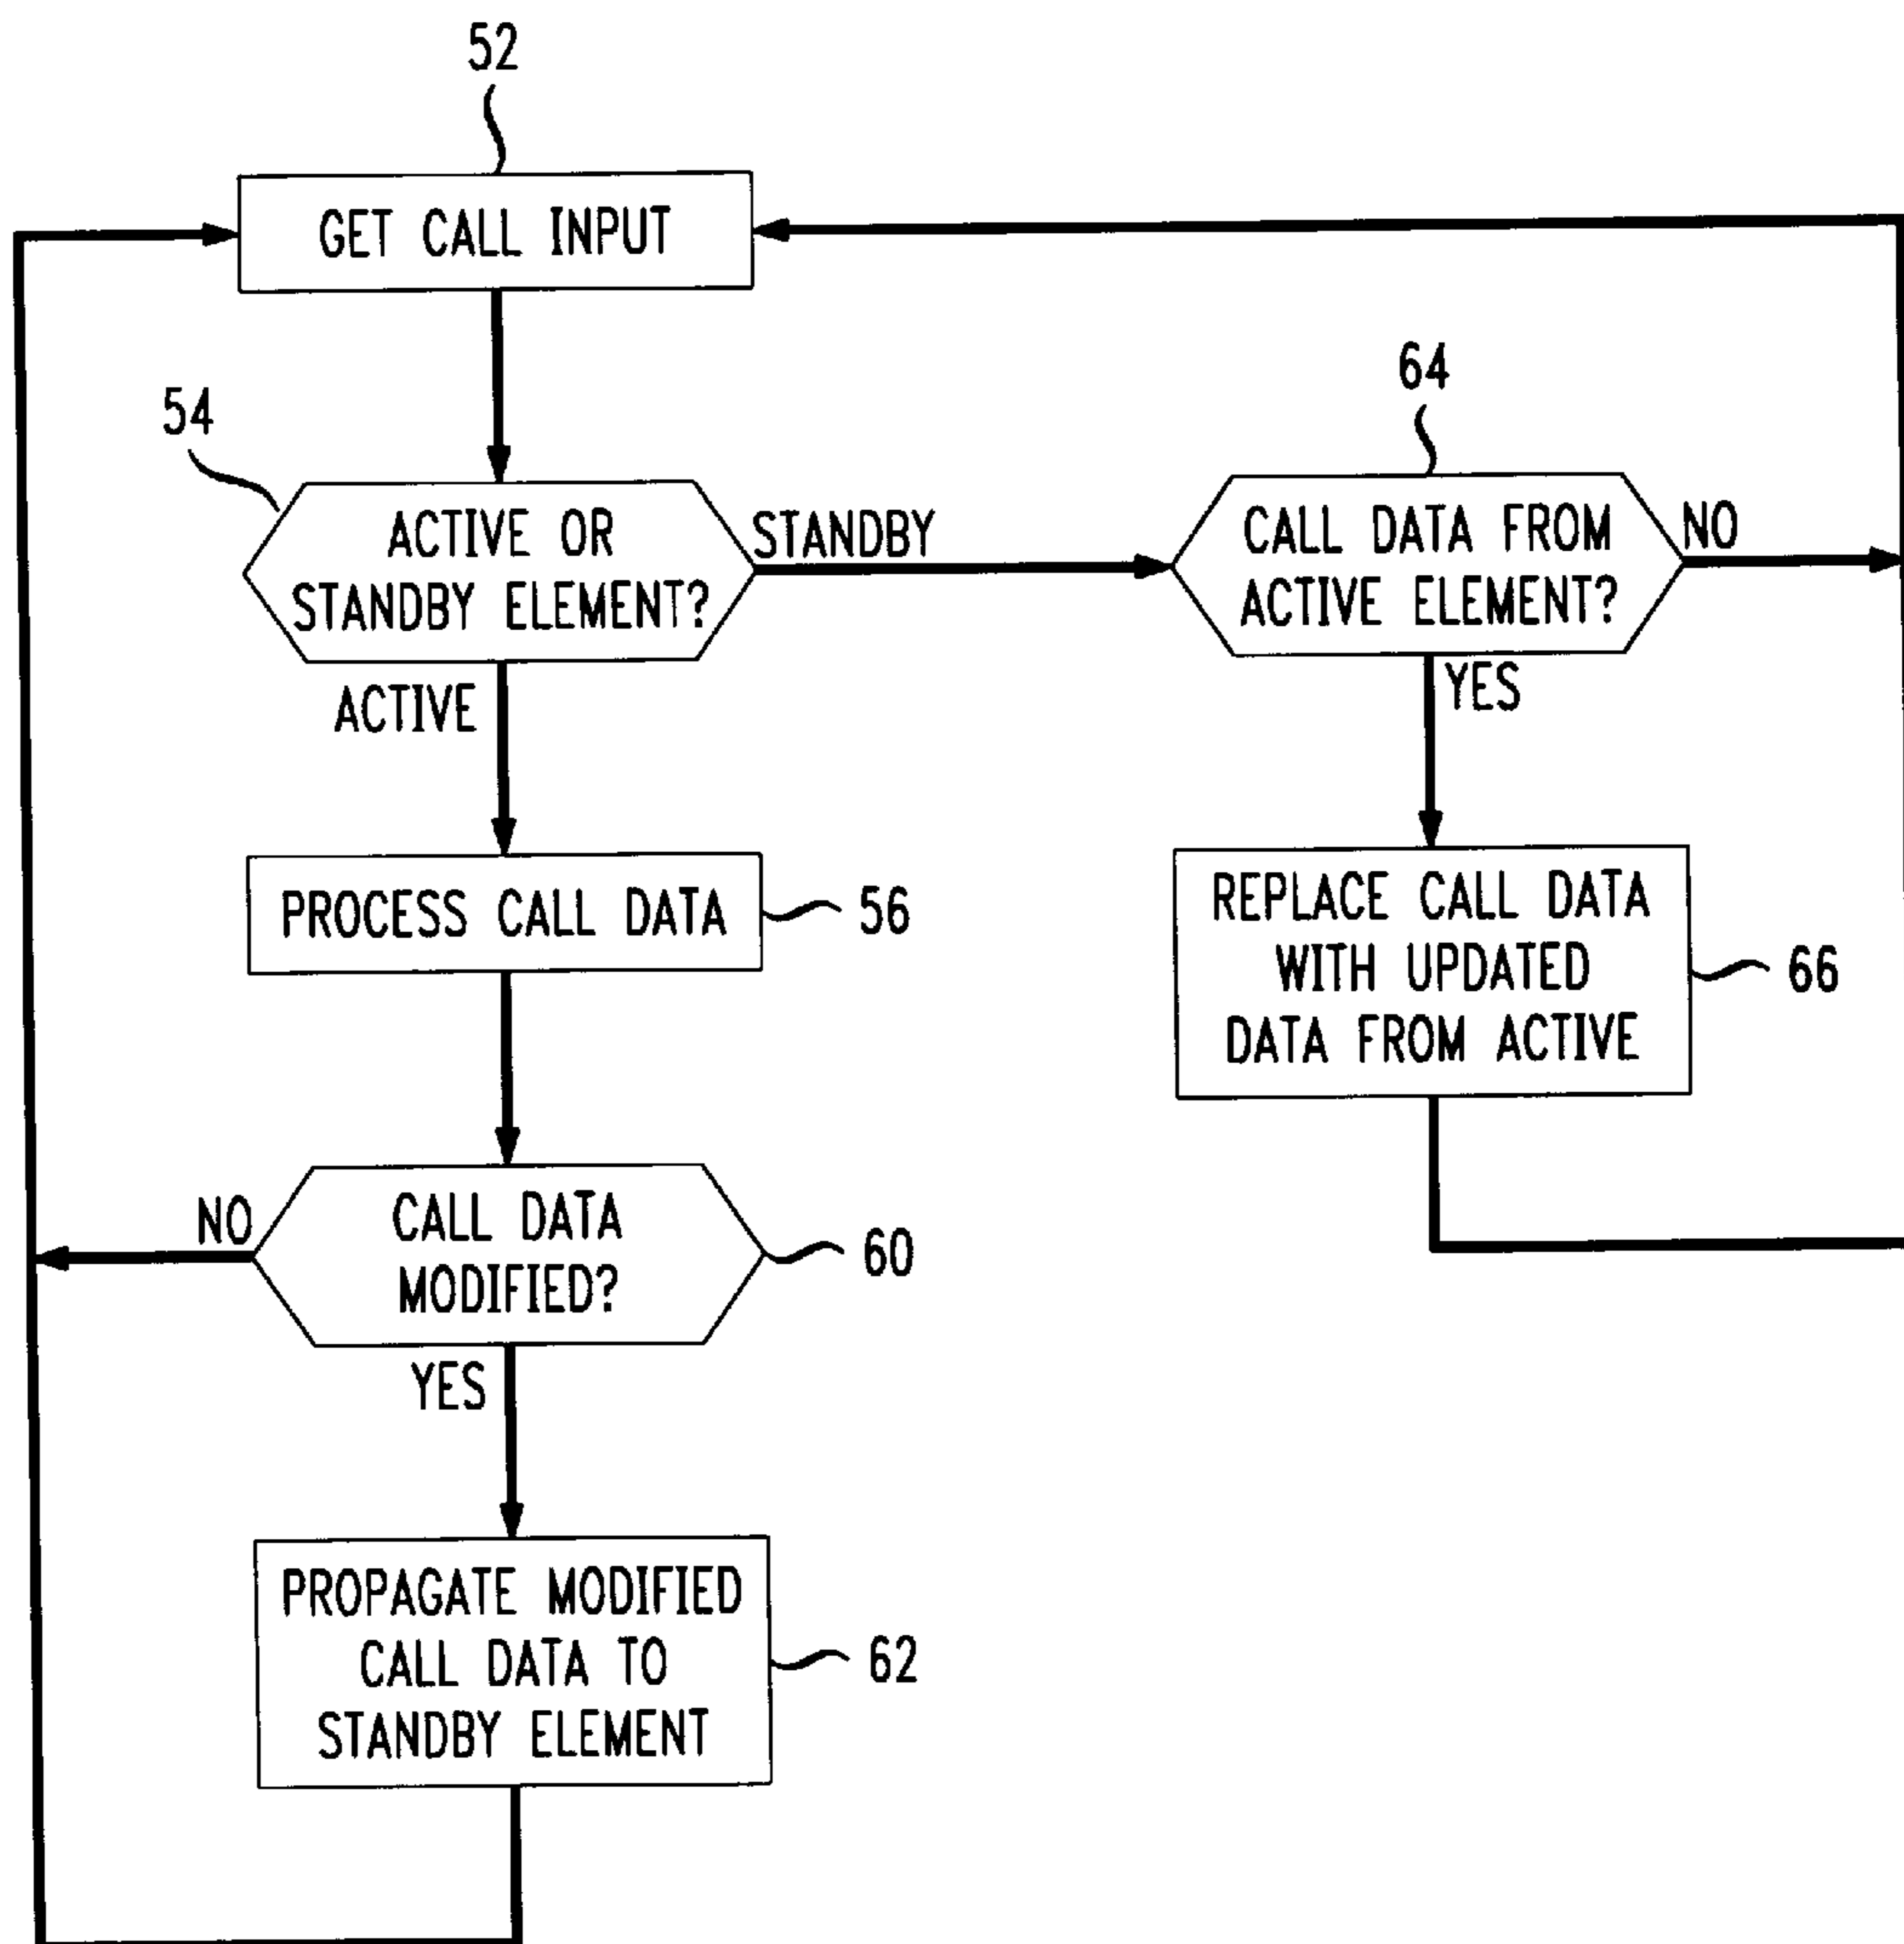 52
GET CALL INPUT
54
ACTIVE OR
STANDBY ELEMENT?
STANDBY
64
CALL DATA FROM
ACTIVE ELEMENT?
NO
ACTIVE
YES
PROCESS CALL DATA
56
REPLACE CALL DATA
WITH UPDATED
DATA FROM ACTIVE
66
NO
CALL DATA
MODIFIED?
60
YES
PROPAGATE MODIFIED
CALL DATA TO
STANDBY ELEMENT
62